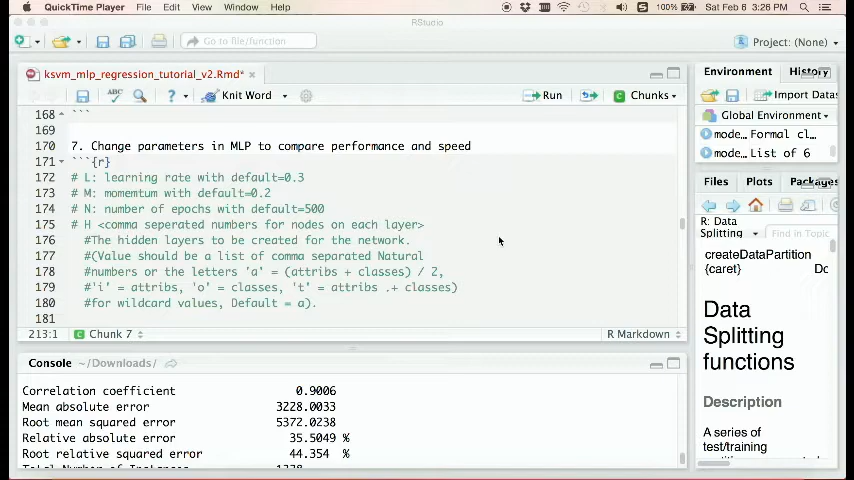 QuickTime Player File Edit View Window Help
100% Sat Feb 6 3:26 PM
RStudio
Go to file/function
Project: (None)
ksvm_mlp_regression_tutorial_v2.Rmd*
ABC
?
Knit Word
Run
Chunks
168 ```
169
170 7. Change parameters in MLP to compare performance and speed
171 ```{r}
172 # L: learning rate with default=0.3
173 # M: momemtum with default=0.2
174 # N: number of epochs with default=500
175 # H <comma seperated numbers for nodes on each layer>
176 #The hidden layers to be created for the network.
177 #(Value should be a list of comma separated Natural
178 #numbers or the letters 'a' = (attribs + classes) / 2,
179 #'i' = attribs, 'o' = classes, 't' = attribs .+ classes)
180 #for wildcard values, Default = a).
181
213:1 C Chunk 7 R Markdown
Console ~/Downloads/
Correlation coefficient 0.9006
Mean absolute error 3228.0033
Root mean squared error 5372.0238
Relative absolute error 35.5049 %
Root relative squared error 44.354 %
Environment History
Import Datas
Global Environment
mode... Formal cl...
mode... List of 6
Files Plots Packages
R: Data
Splitting
Find in Topic
createDataPartition
{caret} Dc
Data
Splitting
functions
Description
A series of
test/training